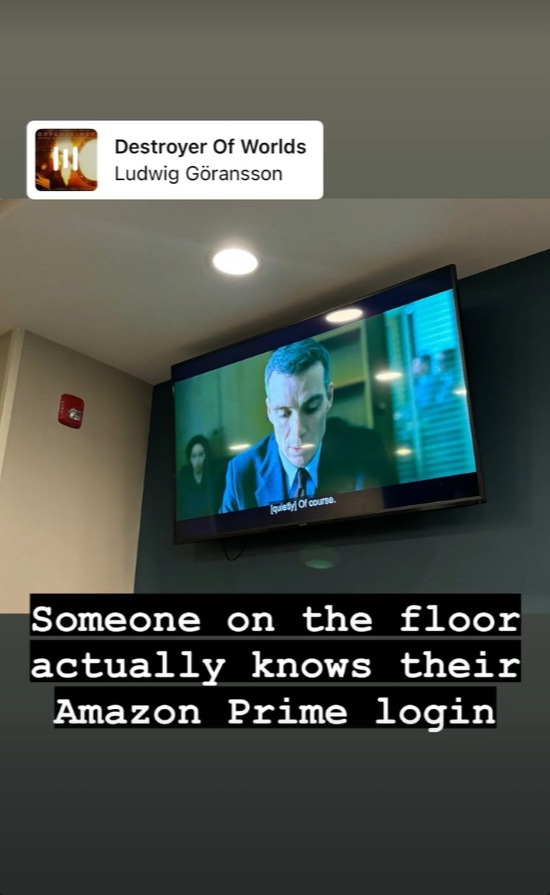 Destroyer Of Worlds
Ludwig Göransson
[quietly] Of course.
Someone on the floor
actually knows their
Amazon Prime login